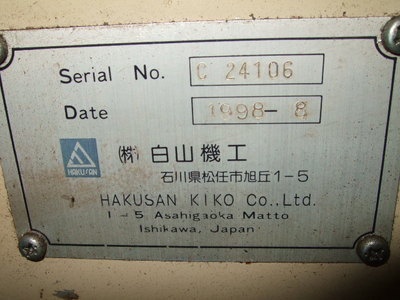 Serial No. C 24106
Date 1998-8
HAKUSAN
㈱ 白山機工
石川県松任市旭丘1-5
HAKUSAN KIKO Co.,Ltd.
1-5 Asahigaoka Matto
Ishikawa, Japan